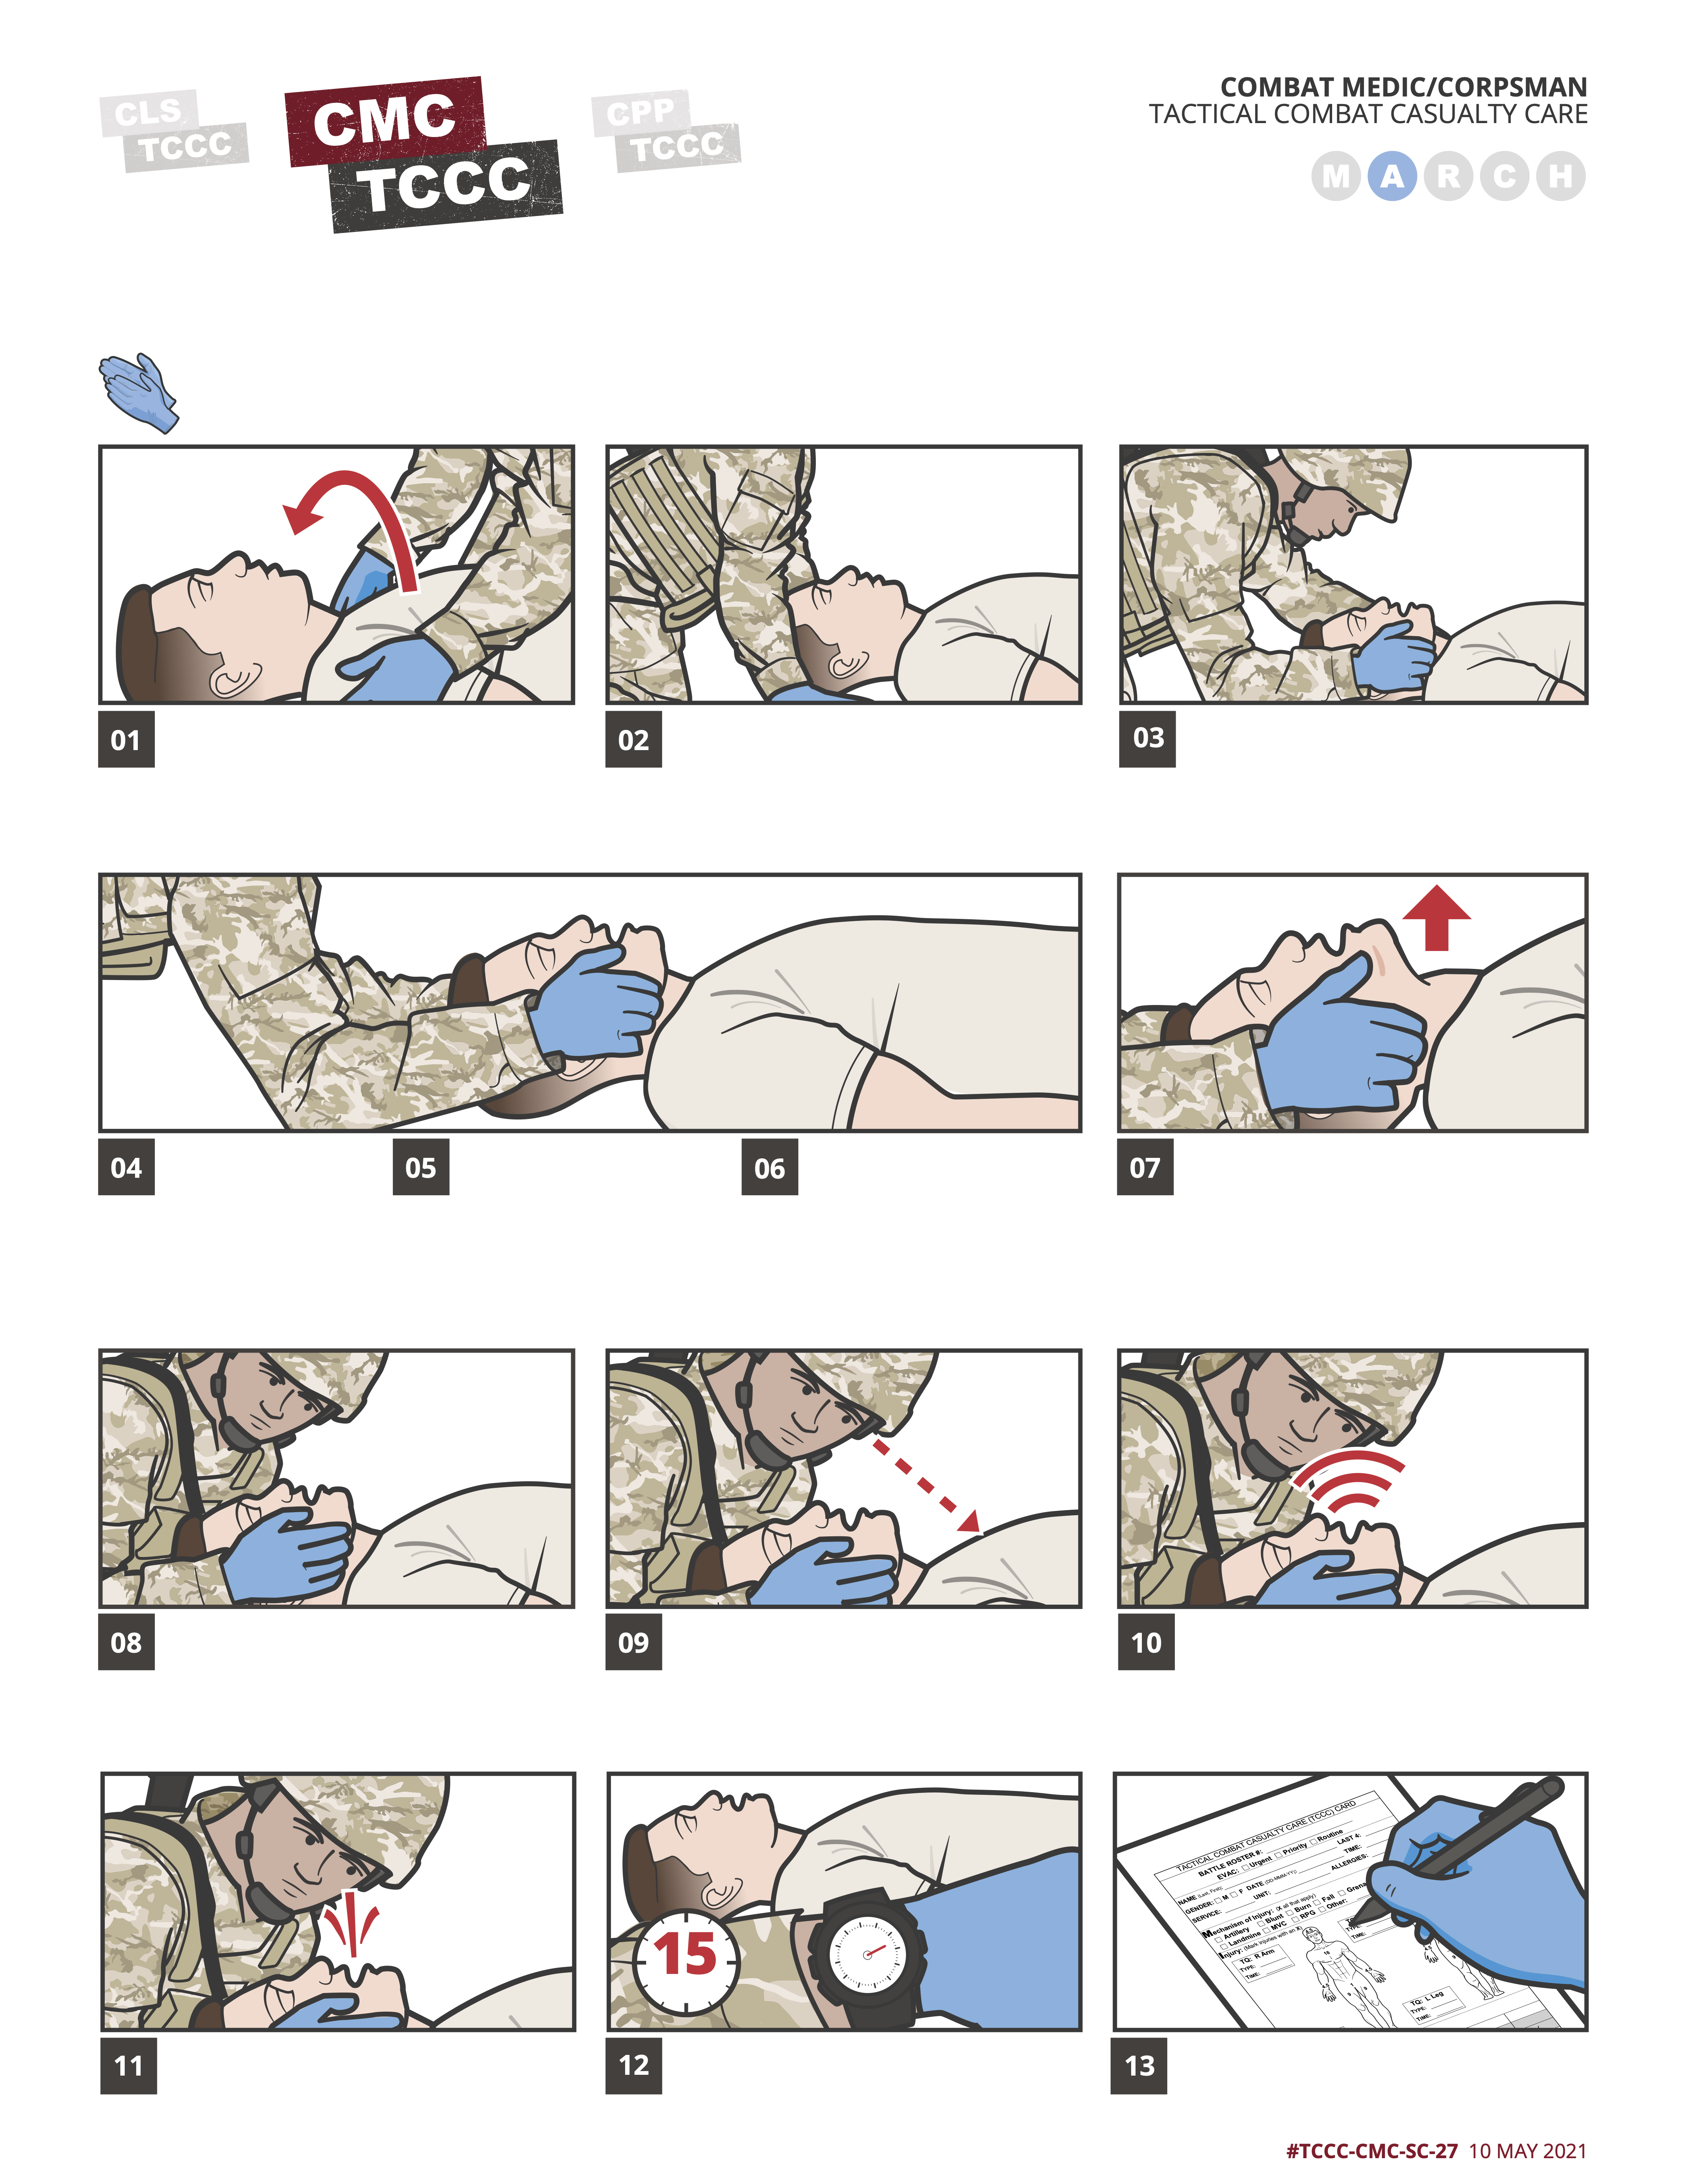 CLS
TCCC
CMC
TCCC
CPP
TCCC
COMBAT MEDIC/CORPSMAN
TACTICAL COMBAT CASUALTY CARE
M A R C H
01
02
03
04
05
06
07
08
09
10
11
15
12
TACTICAL COMBAT CASUALTY CARE (TCCC) CARD
BATTLE ROSTER #:
EVAC: Urgent Priority Routine
NAME (Last, First): LAST 4:
GENDER: M F DATE (DD-MMM-YY): TIME:
SERVICE: UNIT: ALLERGIES:
Mechanism of Injury: (X all that apply)
Artillery Blunt Burn Fall
Landmine MVC RPG Other:
Injury: (Mark injuries with an X)
TQ: R Arm
TYPE:
TIME:
TIME:
TQ: L Leg
TYPE:
TIME:
13
#TCCC-CMC-SC-27 10 MAY 2021